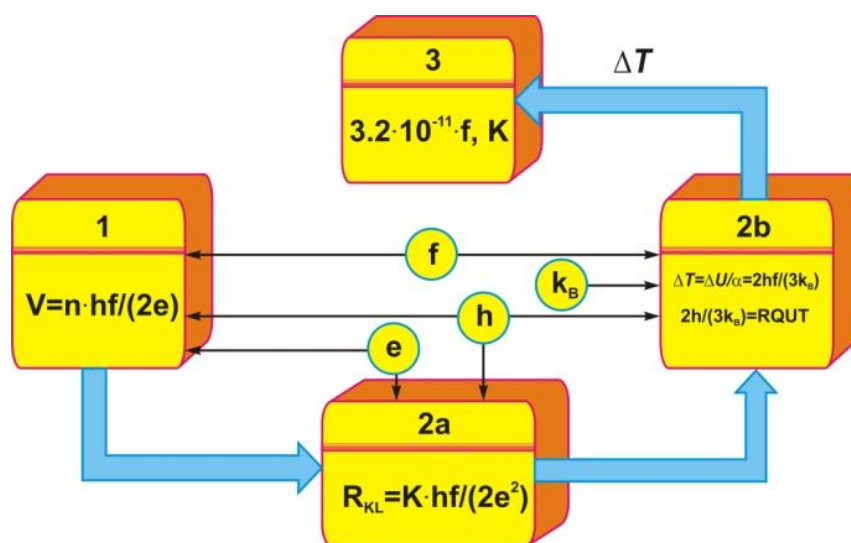 3
3.2·10⁻¹¹·f, K
ΔT
1
V=n·hf/(2e)
f
k_B
h
e
2b
ΔT=ΔU/α=2hf/(3k_B)
2h/(3k_B)=RQUT
2a
R_KL=K·hf/(2e²)